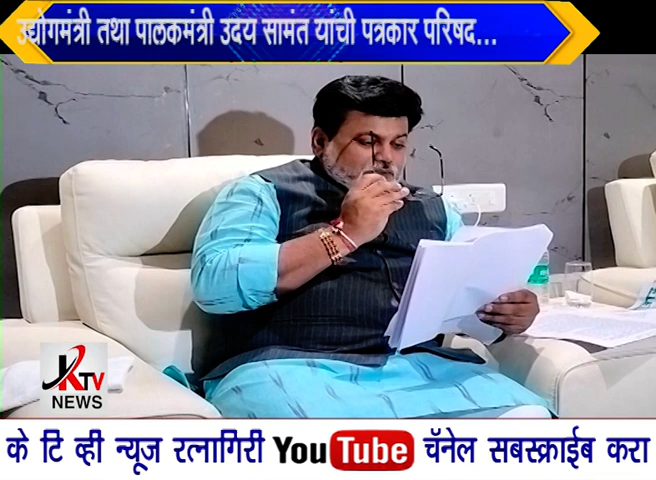 उद्योगमंत्री तथा पालकमंत्री उदय सामंत यांची पत्रकार परिषद...
KTV
NEWS
के टि व्ही न्यूज रत्नागिरी YouTube चॅनेल सबस्क्राईब करा